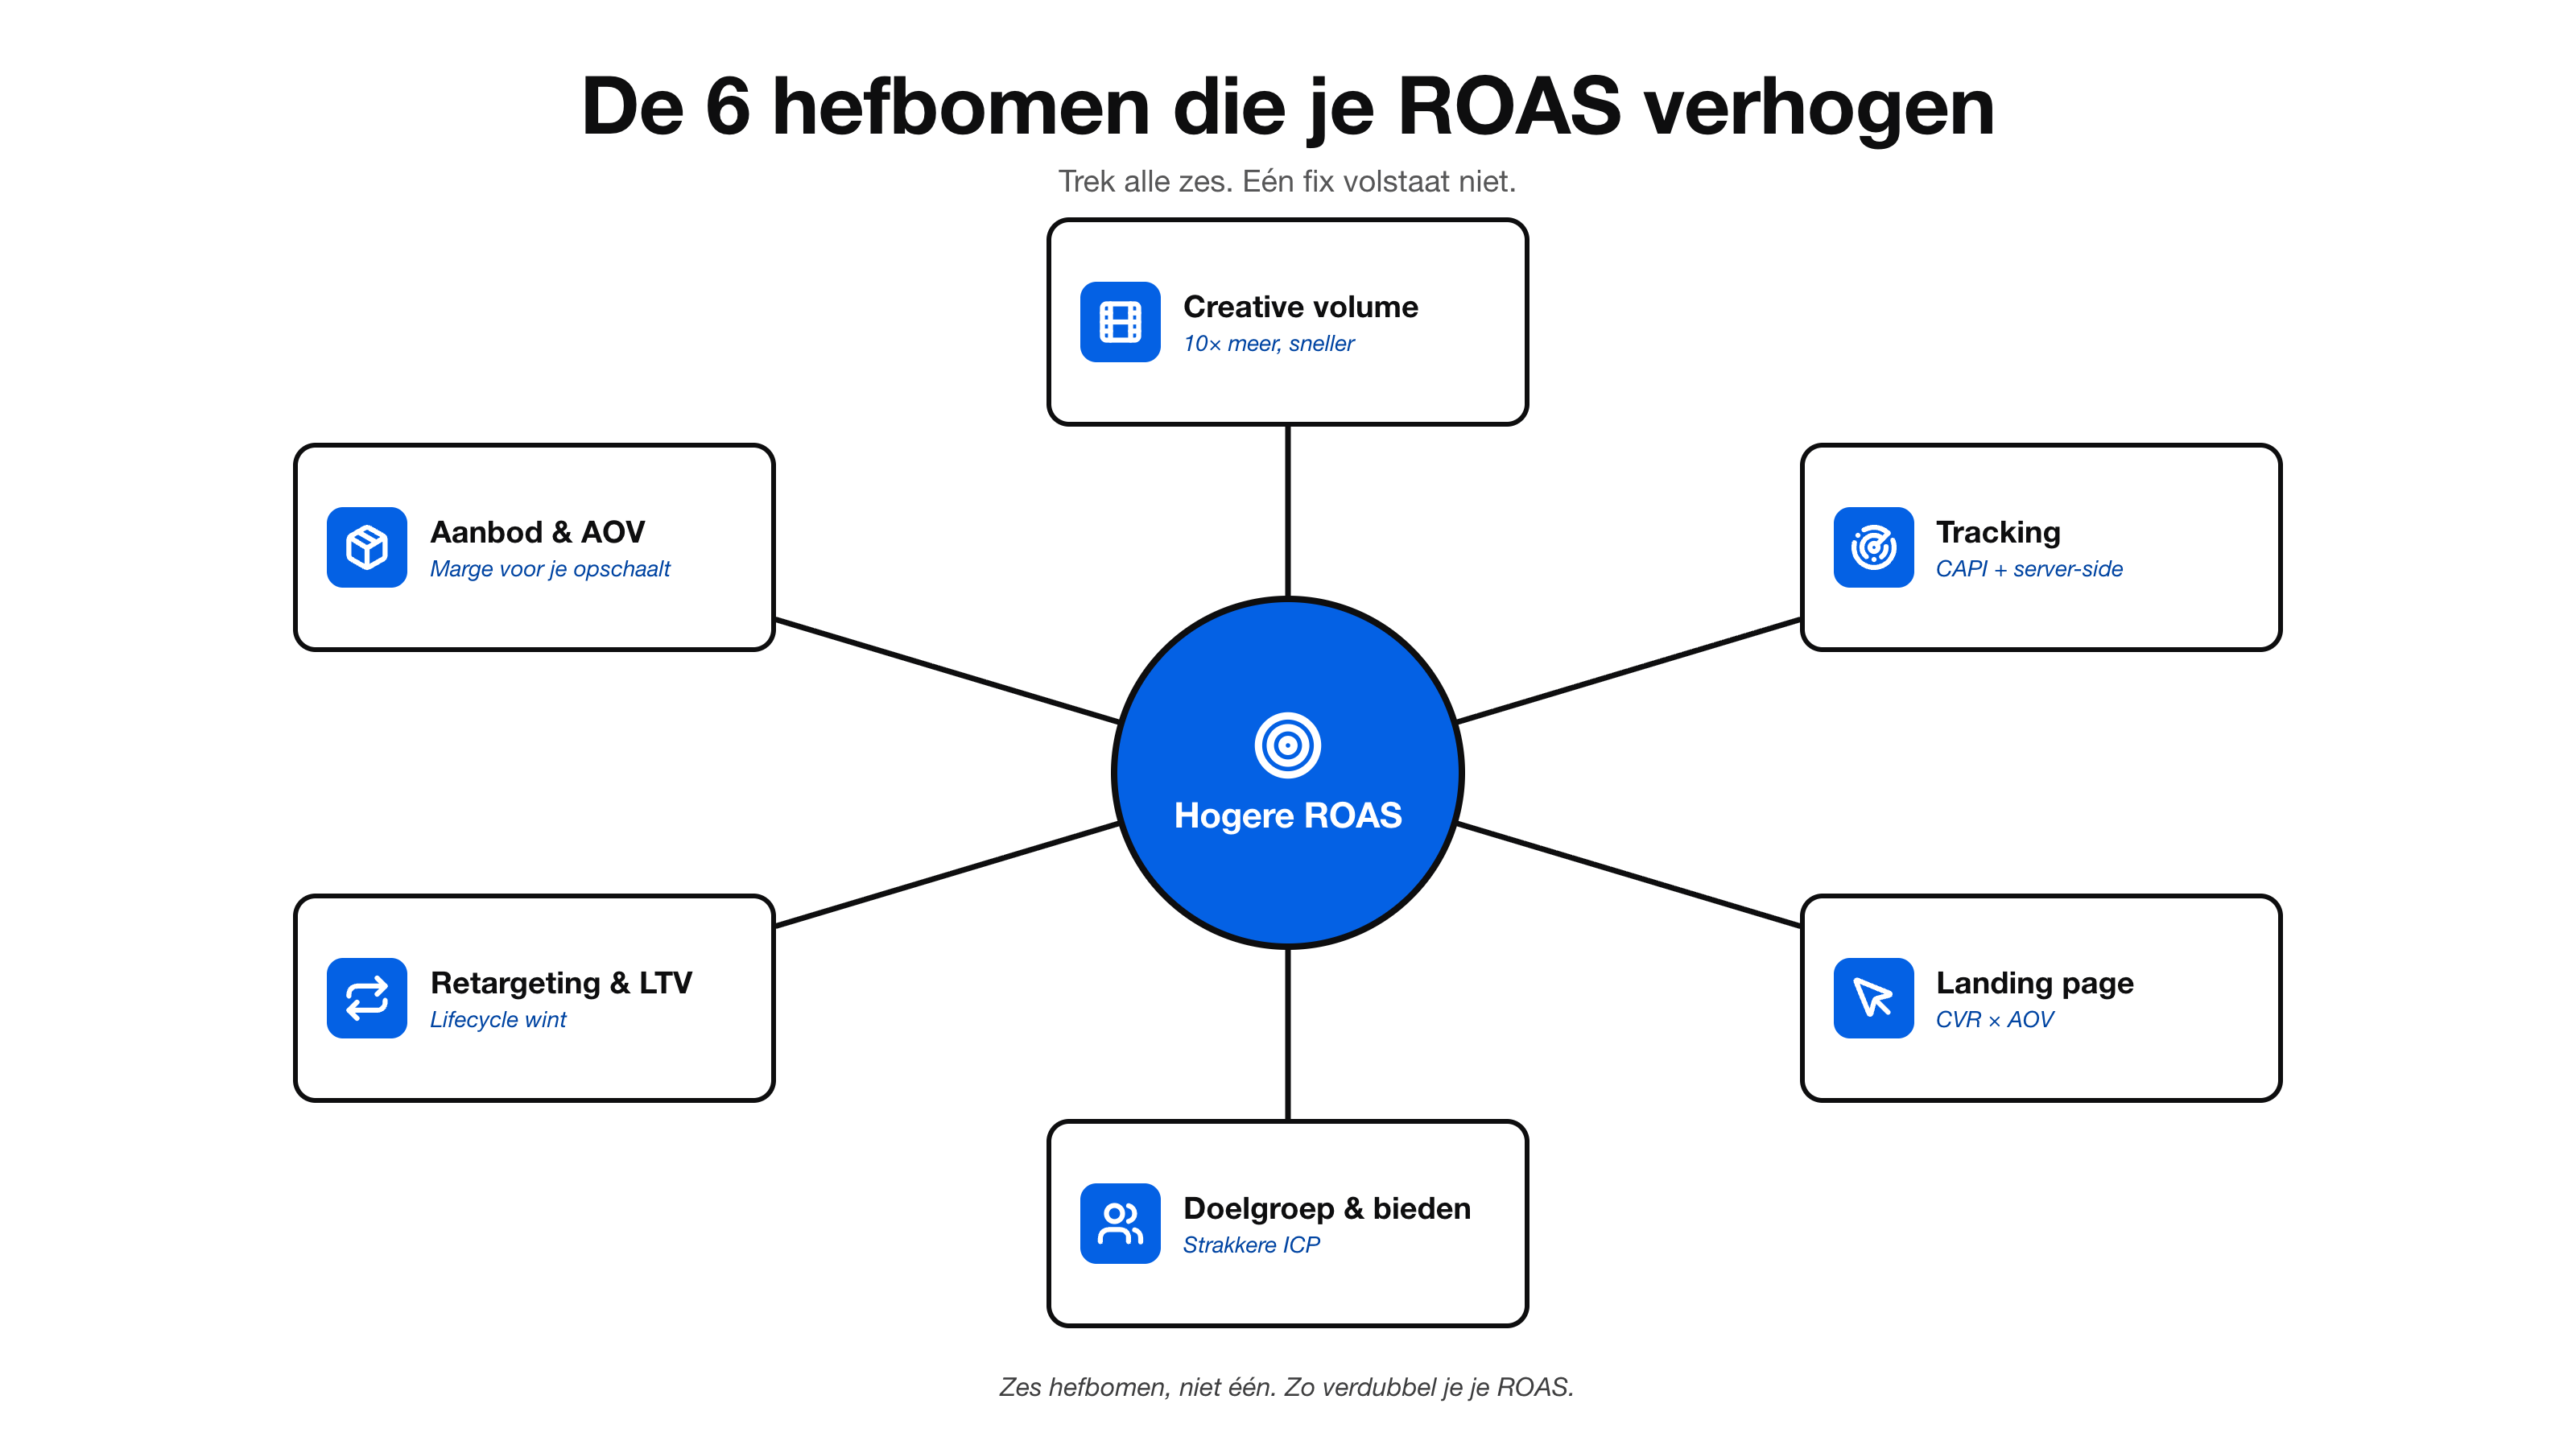 De 6 hefbomen die je ROAS verhogen
Trek alle zes. Eén fix volstaat niet.
Creative volume
10× meer, sneller
Aanbod & AOV
Marge voor je opschaalt
Tracking
CAPI + server-side
Hogere ROAS
Retargeting & LTV
Lifecycle wint
Landing page
CVR × AOV
Doelgroep & bieden
Strakkere ICP
Zes hefbomen, niet één. Zo verdubbel je je ROAS.